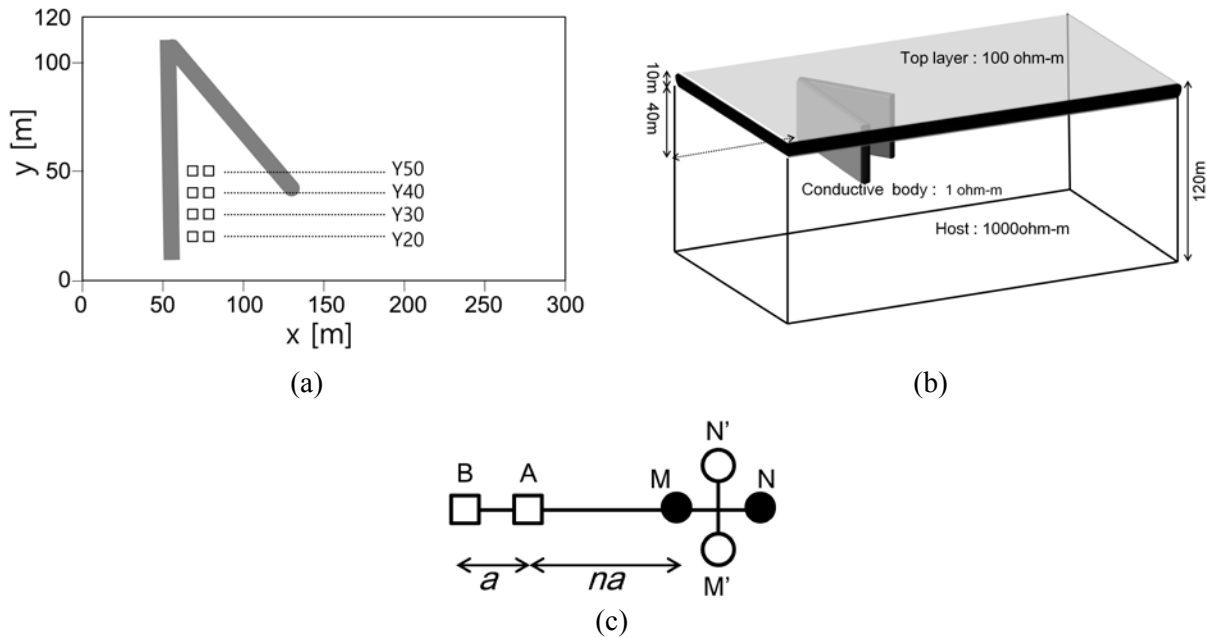 120
100
50
0
y [m]
0
50
100
150
200
250
300
x [m]
Y50
Y40
Y30
Y20
(a)
Top layer : 100 ohm-m
10m
40m
Conductive body : 1 ohm-m
Host : 1000ohm-m
120m
(b)
N'
B
A
M
N
M'
a
na
(c)